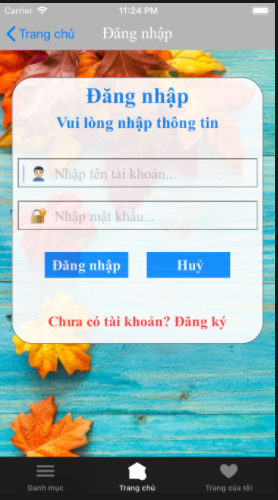 Carrier
11:24 PM
Trang chủ
Đăng nhập
Đăng nhập
Vui lòng nhập thông tin
Nhập tên tài khoản...
Nhập mật khẩu...
Đăng nhập
Huỷ
Chưa có tài khoản? Đăng ký
Danh mục
Trang chủ
Trang của tôi